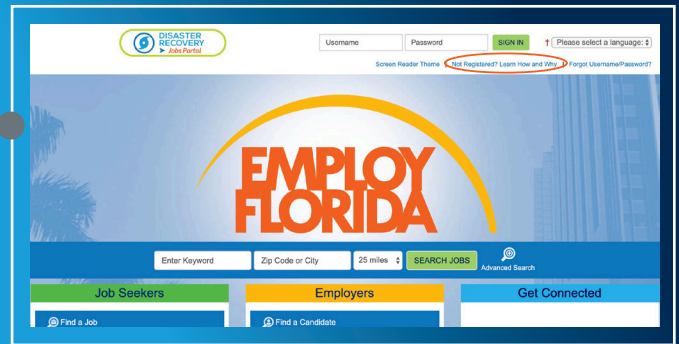 DISASTER
RECOVERY
Jobs Portal
Username Password SIGN IN † Please select a language:
Screen Reader Theme | Not Registered? Learn How and Why | Forgot Username/Password?
EMPLOY
FLORIDA
Enter Keyword Zip Code or City 25 miles SEARCH JOBS Advanced Search
Job Seekers Employers Get Connected
Find a Job Find a Candidate